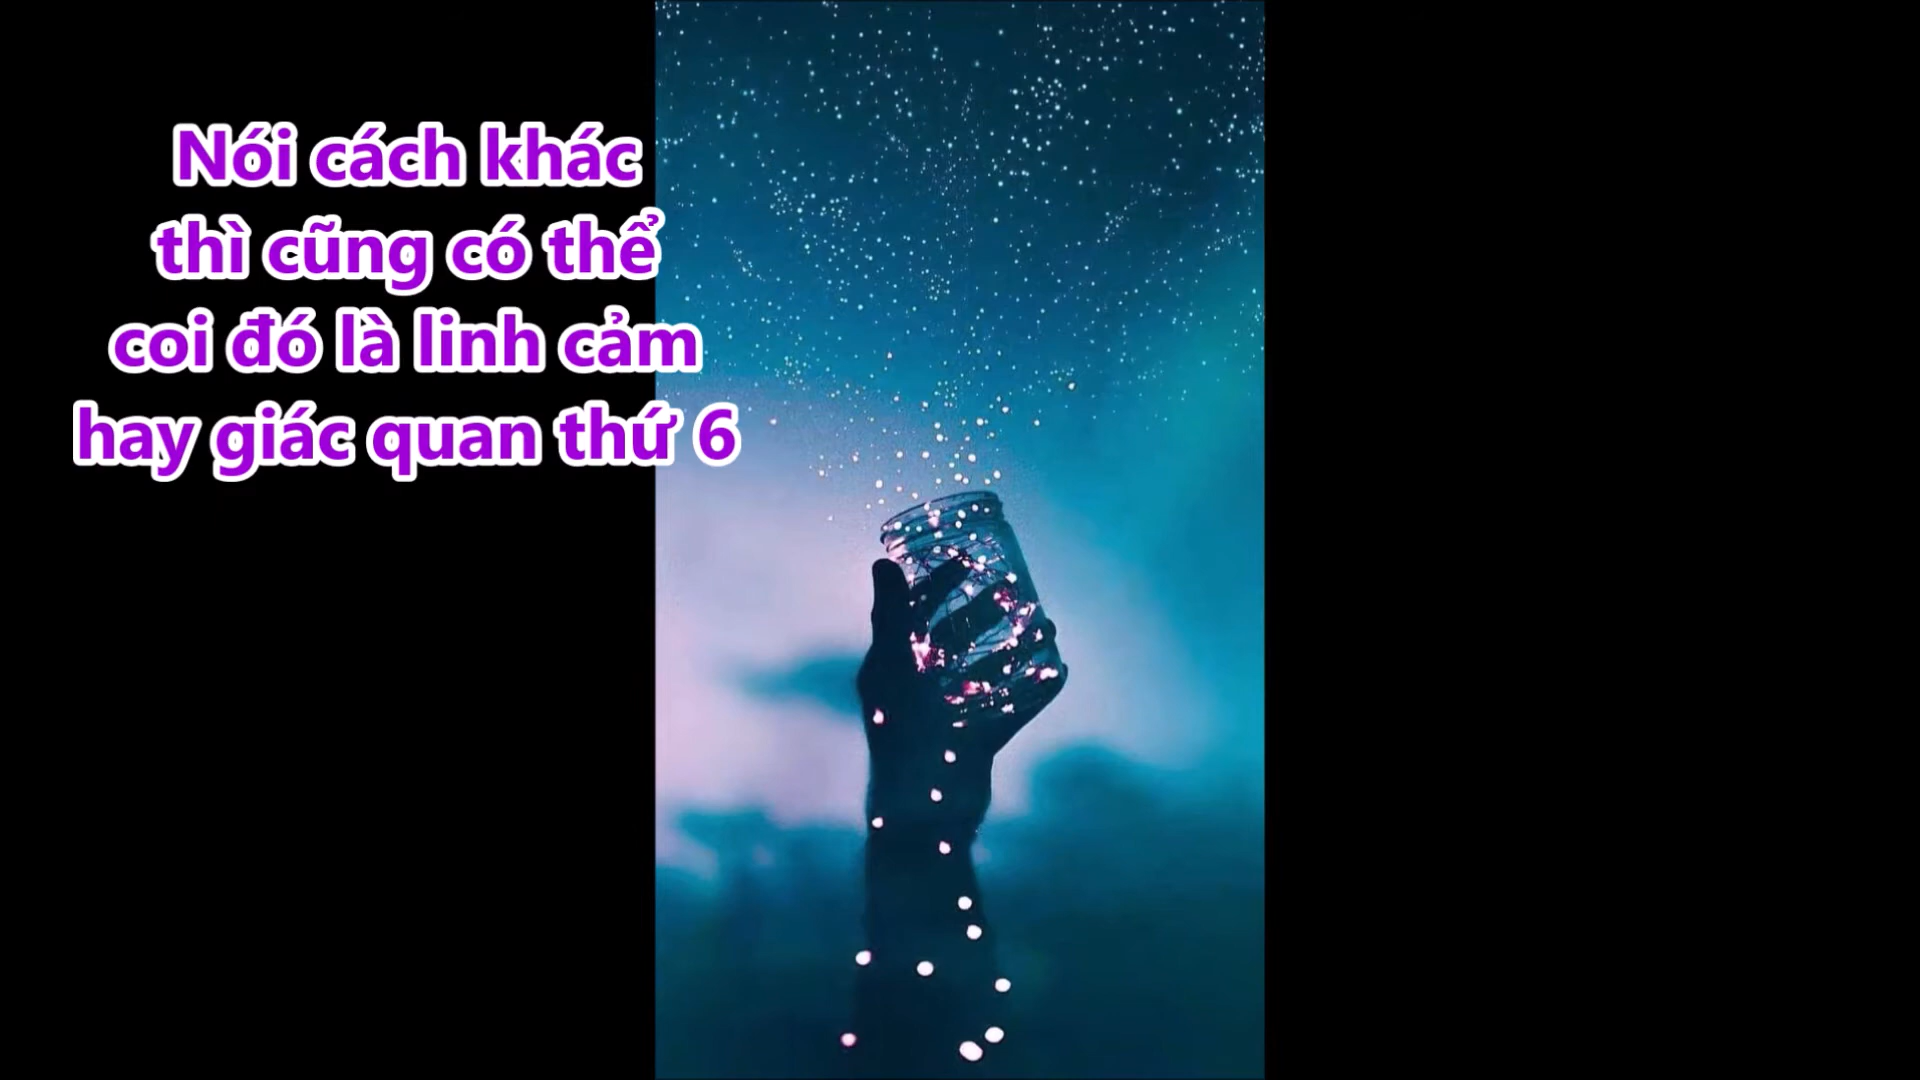 Nói cách khác
thì cũng có thể
coi đó là linh cảm
hay giác quan thứ 6